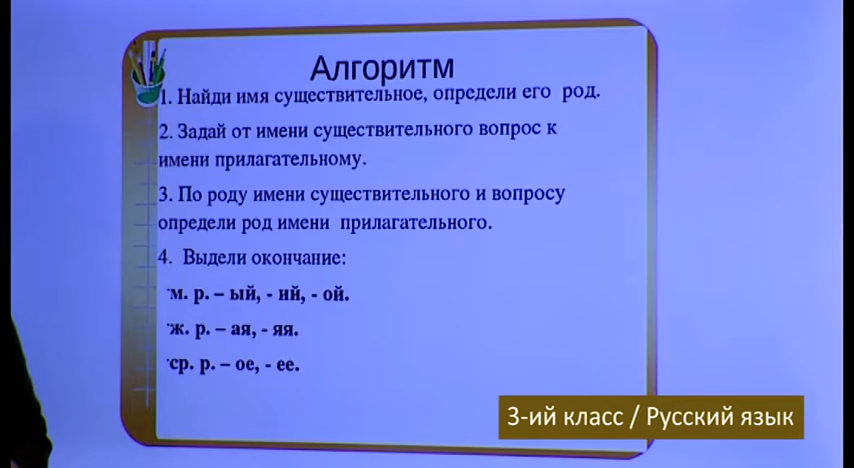 Алгоритм
1. Найди имя существительное, определи его род.
2. Задай от имени существительного вопрос к
имени прилагательному.
3. По роду имени существительного и вопросу
определи род имени прилагательного.
4. Выдели окончание:
м. р. – ый, - ий, - ой.
ж. р. – ая, - яя.
ср. р. – ое, - ее.
3-ий класс / Русский язык